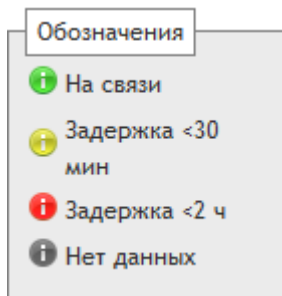 Обозначения
На связи
Задержка <30
мин
Задержка <2 ч
Нет данных